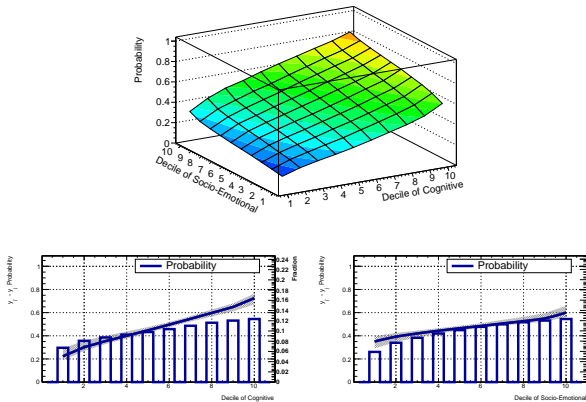 Probability
1
0.8
0.6
0.4
0.2
0
10 9 8 7 6 5 4 3 2 1
Decile of Socio-Emotional
1 2 3 4 5 6 7 8 9 10
Decile of Cognitive
Probability
Probability
1
0.8
0.6
0.4
0.2
0
2 4 6 8 10
Decile of Cognitive
Fraction
0.24
0.22
0.2
0.18
0.16
0.14
0.12
0.1
0.08
0.06
0.04
0.02
0
Probability
Probability
1
0.8
0.6
0.4
0.2
0
2 4 6 8 10
Decile of Socio-Emotional